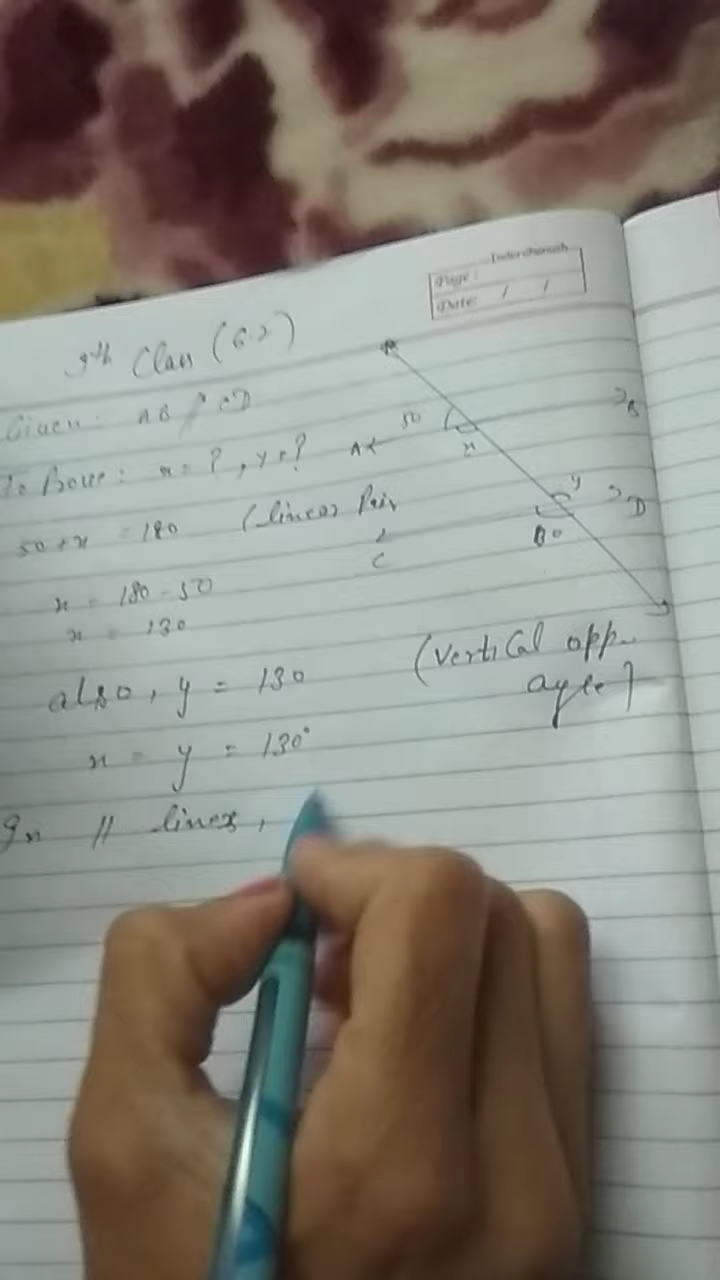 Page :
Date: / /
9th Class (6.2)
Given: AB // CD
To Prove: x = ?, y = ?
50 + x = 180 (linear Pair
x = 180 - 50
x = 130
also, y = 130 (vertical opp.
x = y = 130°
In // lines,
50
x
A
B
y
D
C